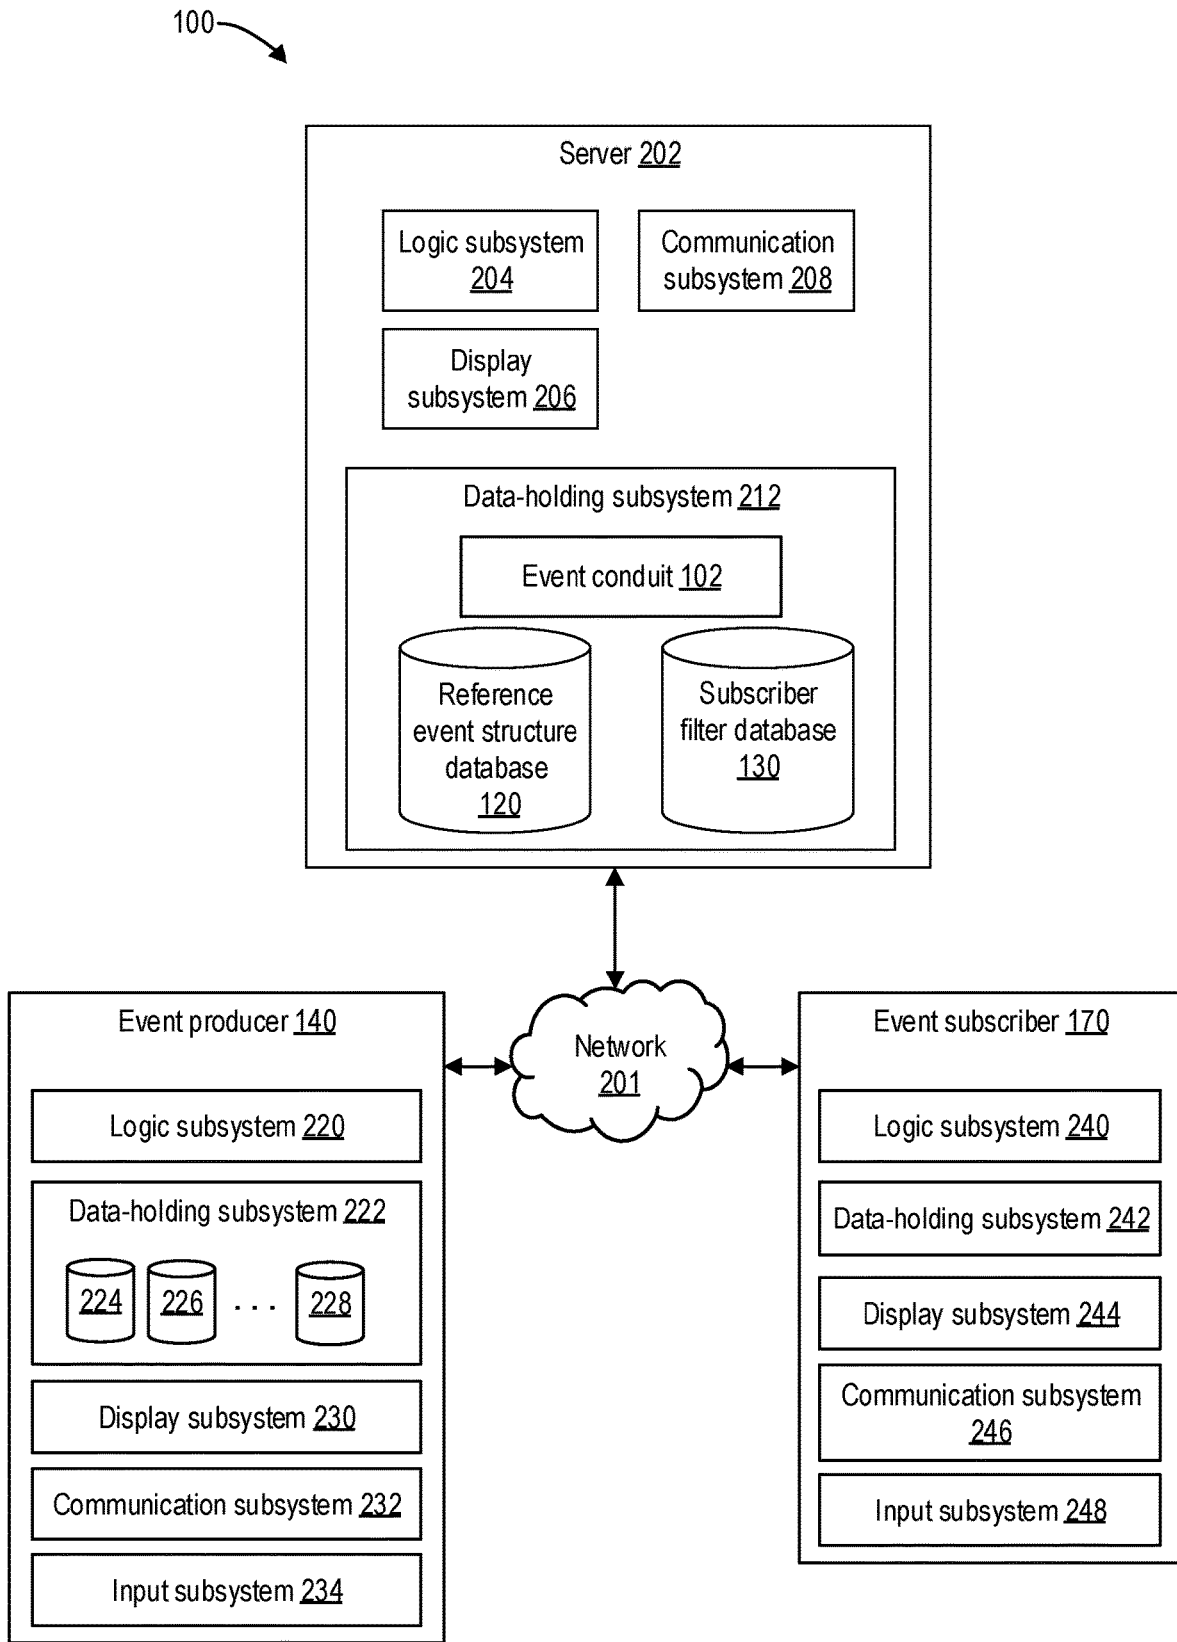 100
Server 202
Logic subsystem
204
Communication
subsystem 208
Display
subsystem 206
Data-holding subsystem 212
Event conduit 102
Reference
event structure
database
120
Subscriber
filter database
130
Network
201
Event producer 140
Logic subsystem 220
Data-holding subsystem 222
224 226 . . . 228
Display subsystem 230
Communication subsystem 232
Input subsystem 234
Event subscriber 170
Logic subsystem 240
Data-holding subsystem 242
Display subsystem 244
Communication subsystem
246
Input subsystem 248